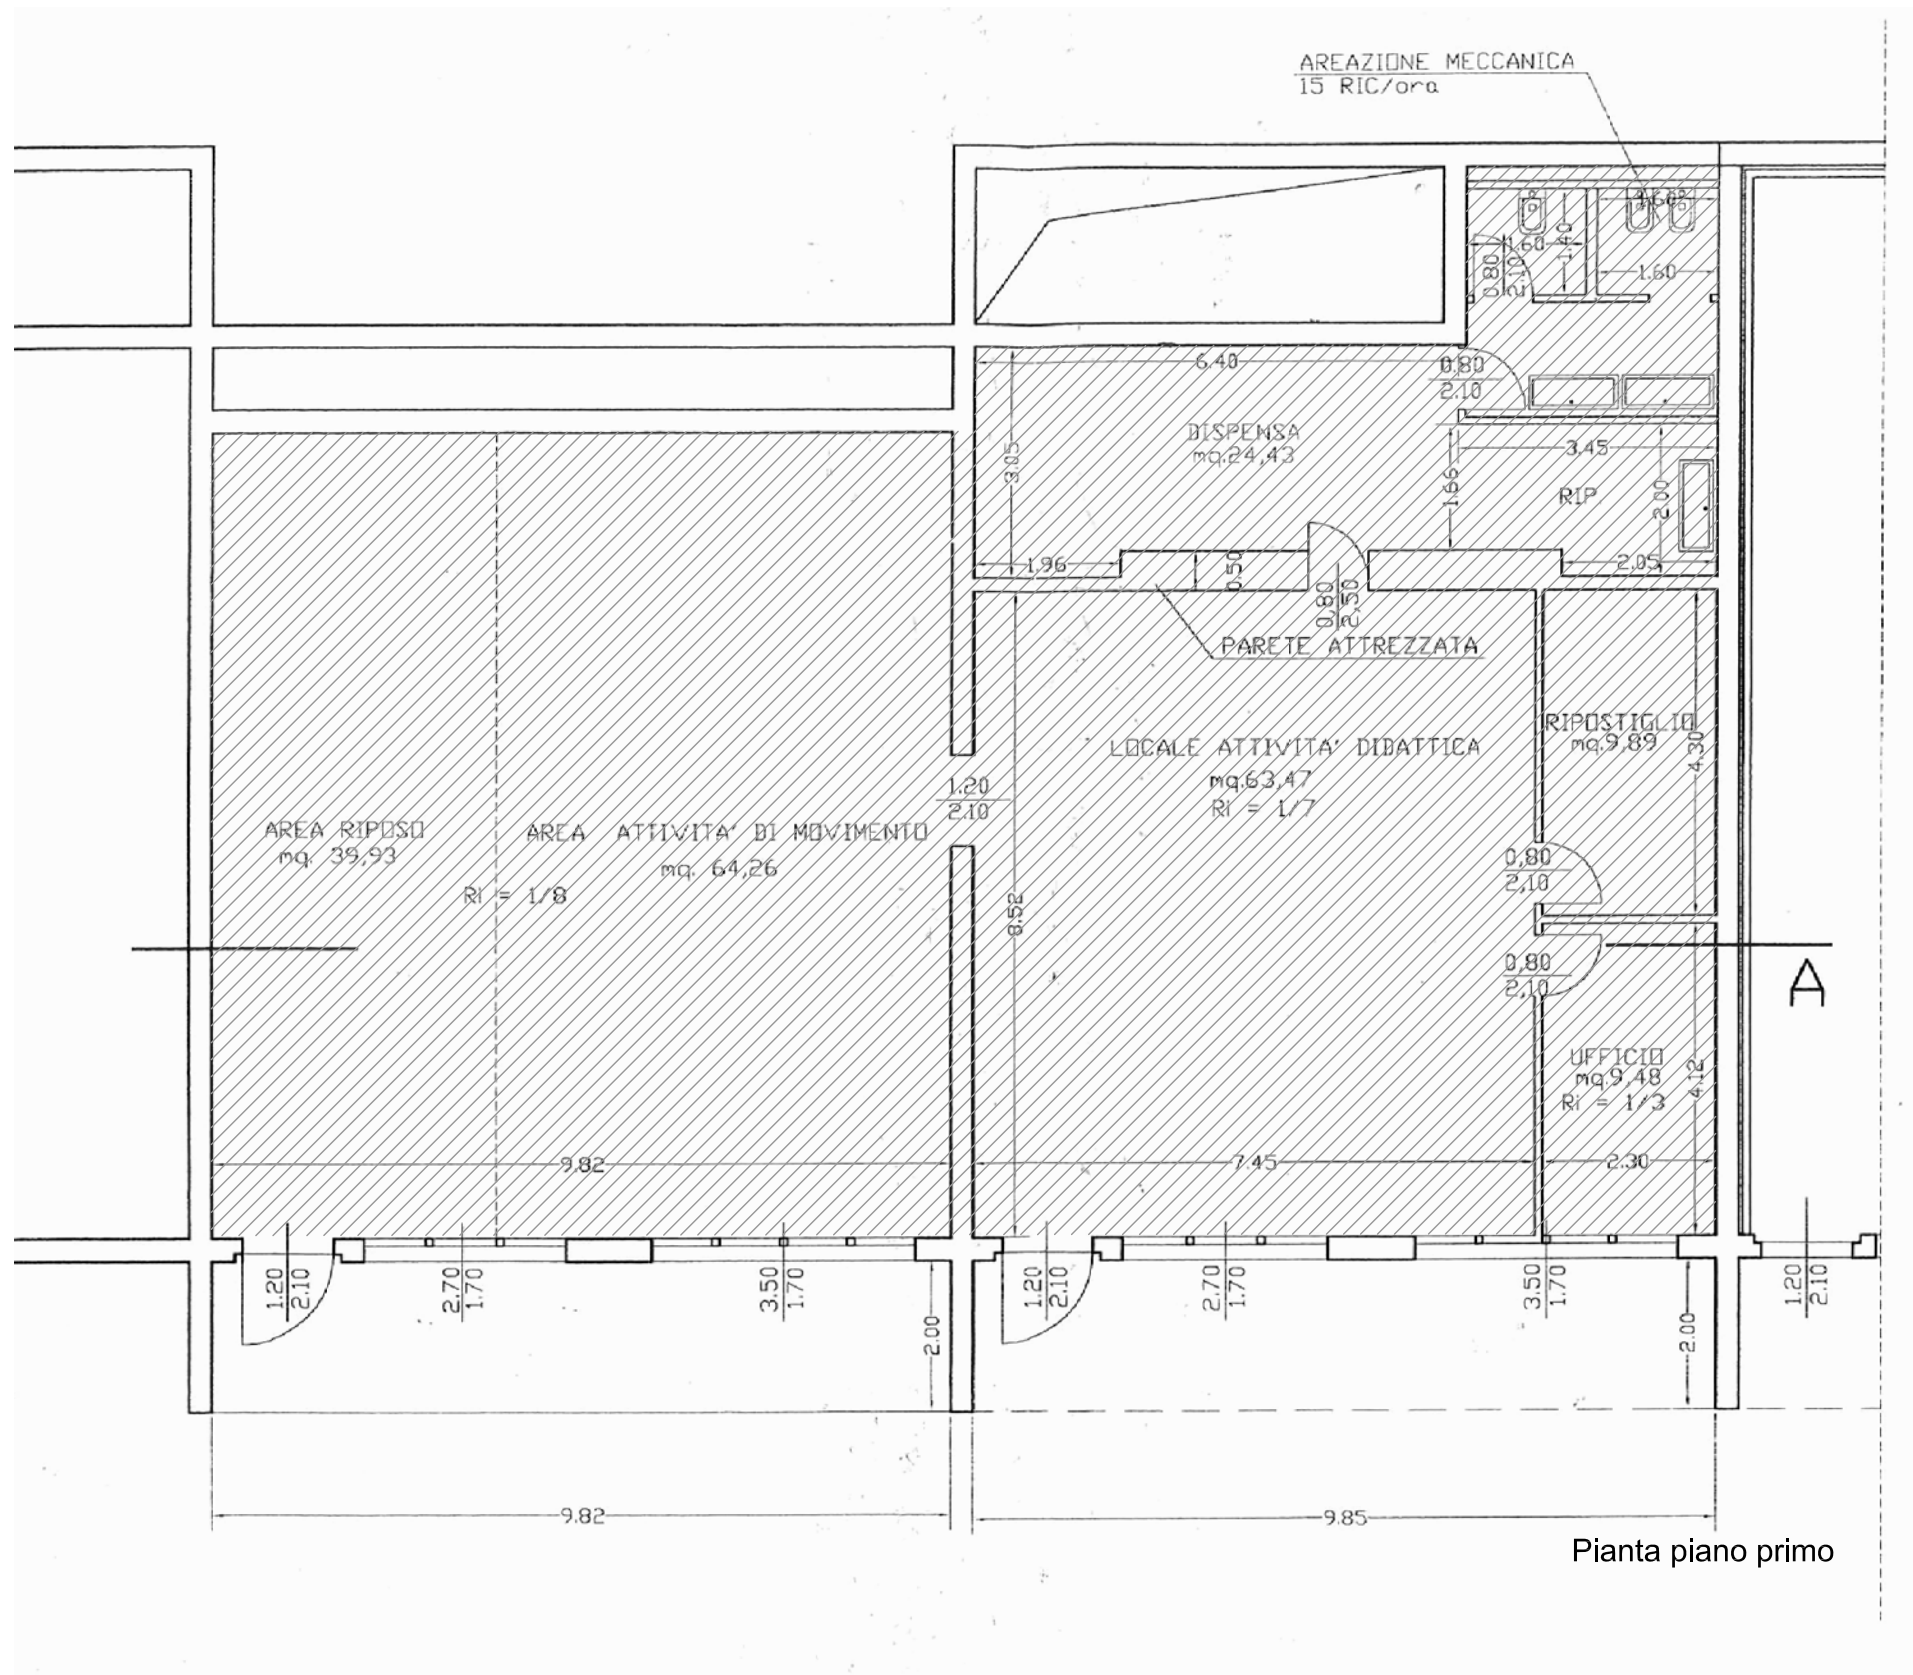 AREAZIONE MECCANICA
15 RIC/ora
1.60
1.60
1.40
0.80
2.10
1.60
6.40
0.80
2.10
DISPENSA
mq.24,43
3.05
3.45
1.66
RIP
2.00
1.96
0.50
2.05
0,80
2,50
PARETE ATTREZZATA
RIPOSTIGLIO
mq.9,89
4.30
LOCALE ATTIVITA' DIDATTICA
mq.63,47
Ri = 1/7
1.20
2.10
AREA RIPOSO
mq. 39,93
AREA ATTIVITA' DI MOVIMENTO
mq. 64,26
Ri = 1/8
0,80
2,10
8.52
0,80
2,10
A
UFFICIO
mq.9,48
Ri = 1/3
4.12
9.82
7.45
2.30
1.20
2.10
2.70
1.70
3.50
1.70
2.00
1.20
2.10
2.70
1.70
3.50
1.70
2.00
1.20
2.10
9.82
9.85
Pianta piano primo